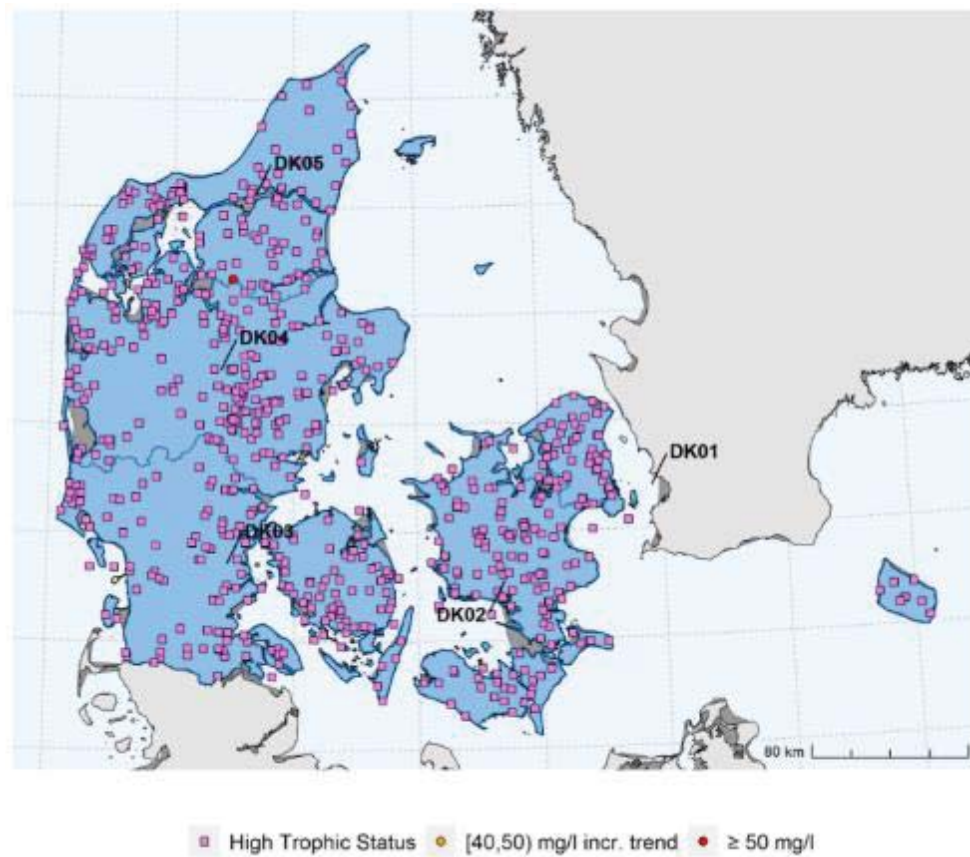 DK05
DK04
DK01
DK03
DK02
80 km
High Trophic Status [40,50) mg/l incr. trend ≥ 50 mg/l